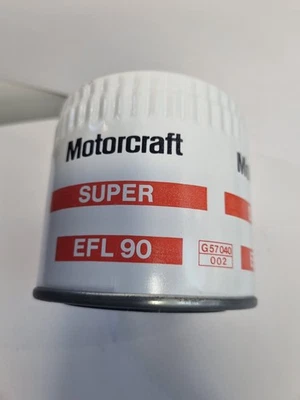 Motorcraft
SUPER
EFL 90
G57040
002